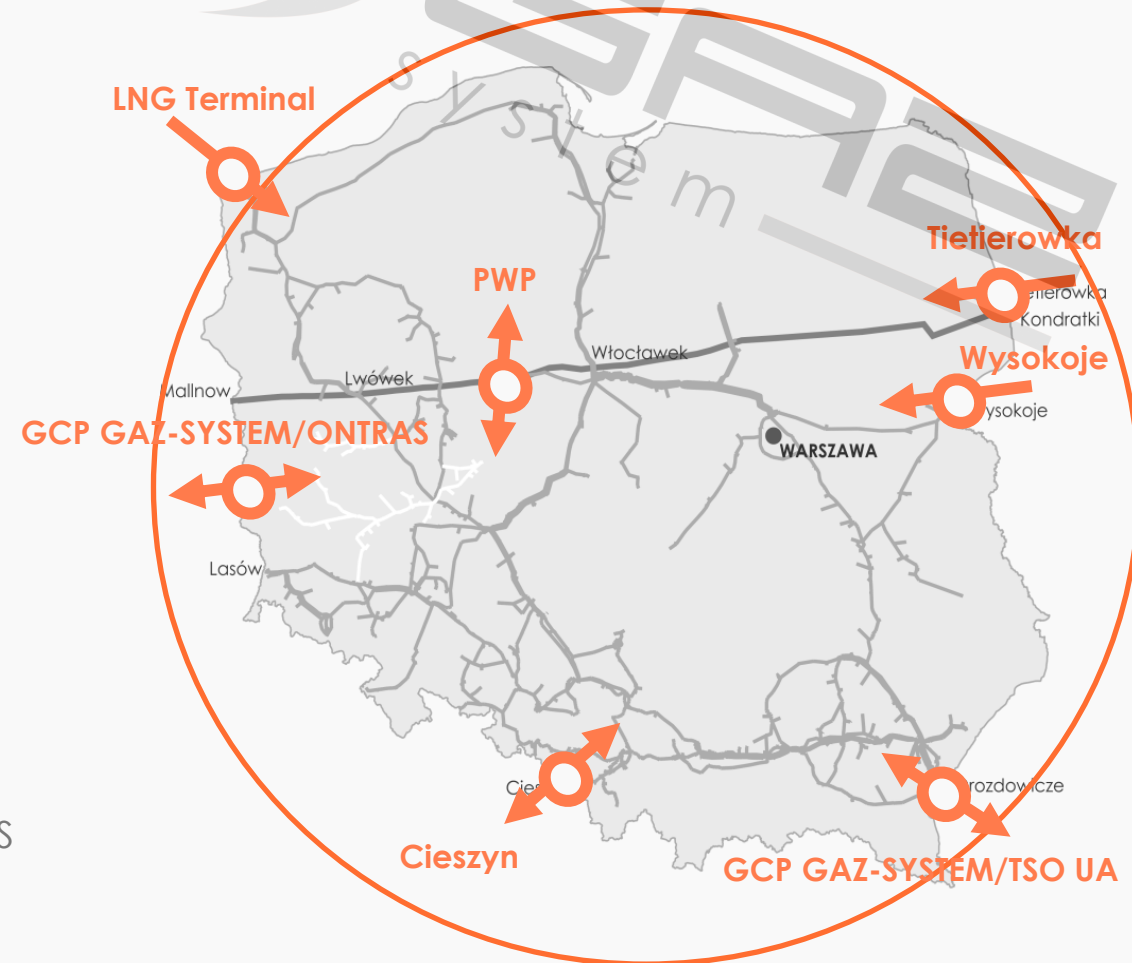 LNG Terminal
system
Tietierowka
PWP
Kondratki
Włocławek
Wysokoje
Lwówek
Mallnow
GCP GAZ-SYSTEM/ONTRAS
WARSZAWA
Lasów
Cieszyn
GCP GAZ-SYSTEM/TSO UA
S